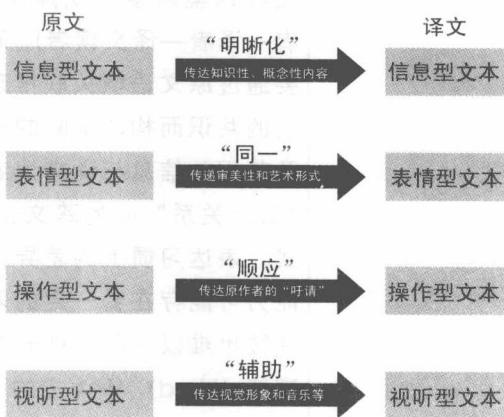 原文
译文
“明晰化”
信息型文本
传达知识性、概念性内容
信息型文本
“同一”
表情型文本
传递审美性和艺术形式
表情型文本
“顺应”
操作型文本
传达原作者的“吁请”
操作型文本
“辅助”
视听型文本
传达视觉形象和音乐等
视听型文本